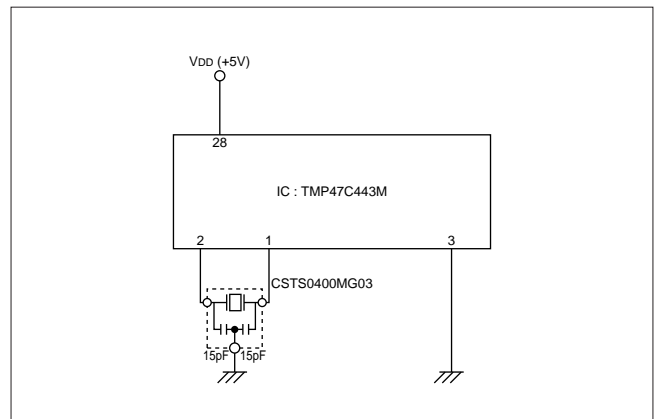 VDD (+5V)
28
IC : TMP47C443M
2 1 3
CSTS0400MG03
15pF 15pF